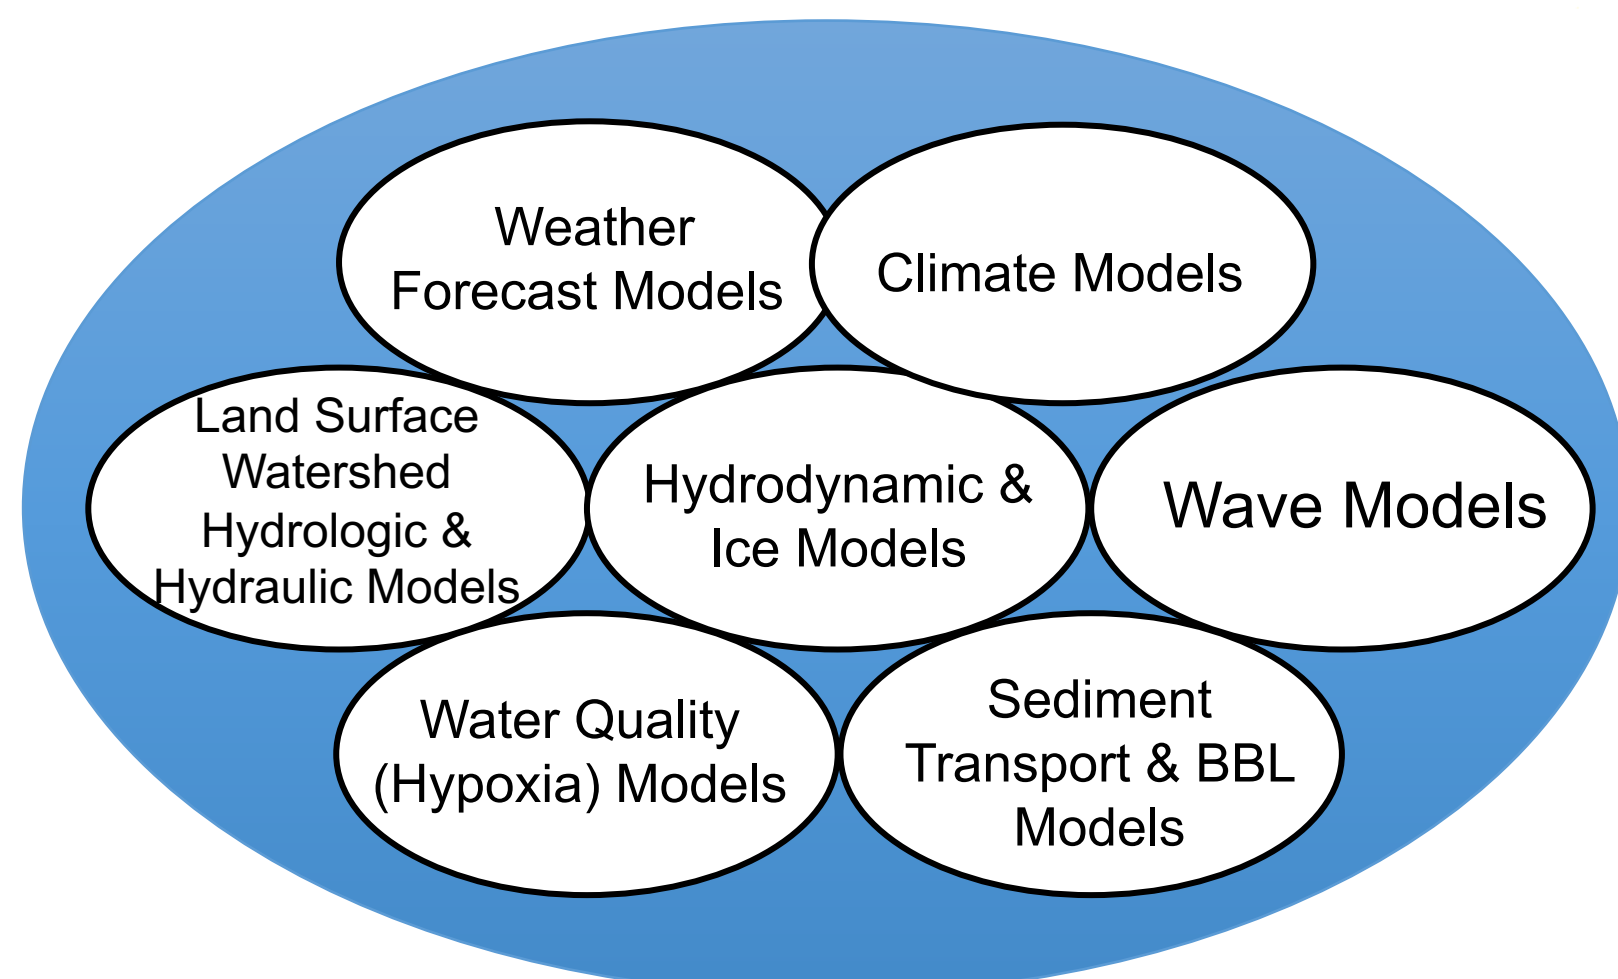 Weather
Forecast Models
Climate Models
Land Surface
Watershed
Hydrologic &
Hydraulic Models
Hydrodynamic &
Ice Models
Wave Models
Water Quality
(Hypoxia) Models
Sediment
Transport & BBL
Models